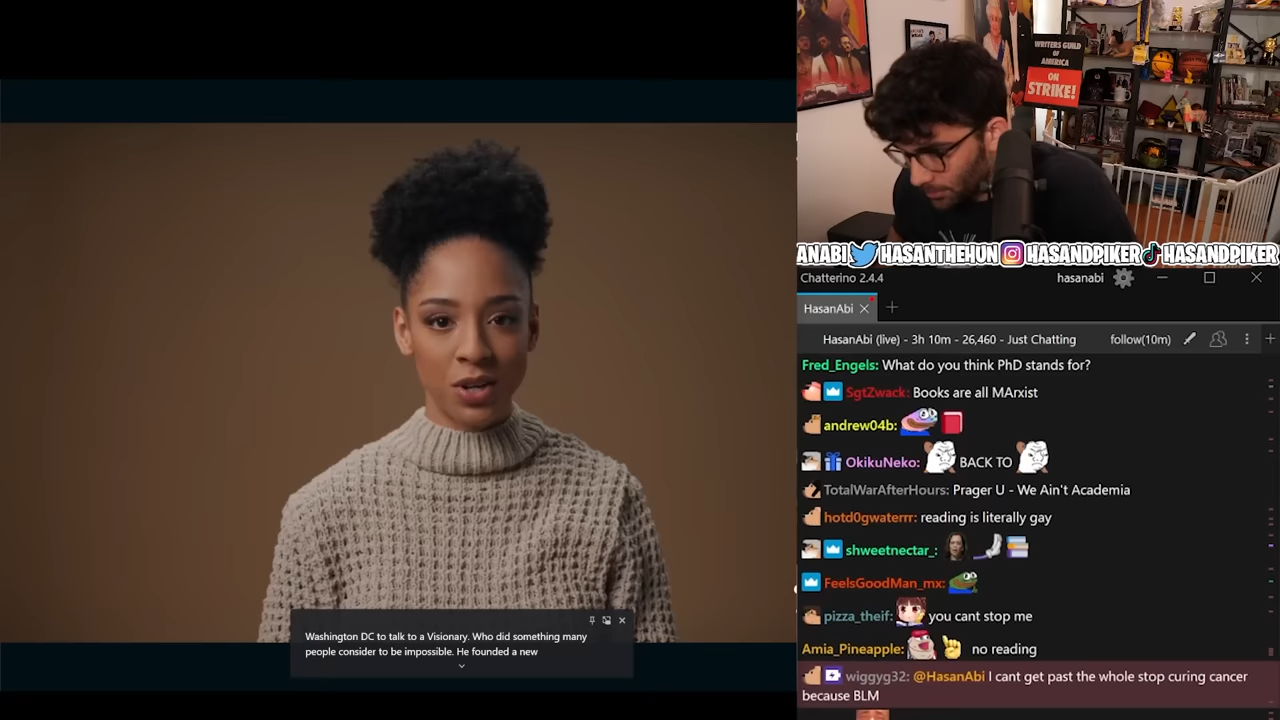 WRITERS GUILD
OF
AMERICA
ON
STRIKE!
ANABI HASANTHEHUN HASANDPIKER HASANDPIKER
Chatterino 2.4.4
hasanabi
HasanAbi
HasanAbi (live) - 3h 10m - 26,460 - Just Chatting
follow(10m)
Fred_Engels: What do you think PhD stands for?
SgtZwack: Books are all MArxist
andrew04b:
OkikuNeko: BACK TO
TotalWarAfterHours: Prager U - We Ain't Academia
hotd0gwaterrr: reading is literally gay
shweetnectar_:
FeelsGoodMan_mx:
pizza_theif: you cant stop me
Amia_Pineapple: no reading
wiggyg32: @HasanAbi I cant get past the whole stop curing cancer
because BLM
Washington DC to talk to a Visionary. Who did something many
people consider to be impossible. He founded a new